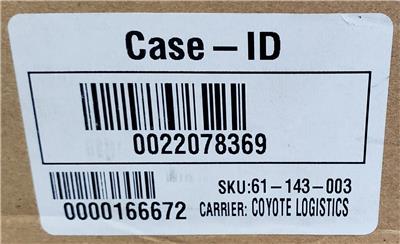 Case – ID
0022078369
SKU:61-143-003
0000166672 CARRIER: COYOTE LOGISTICS